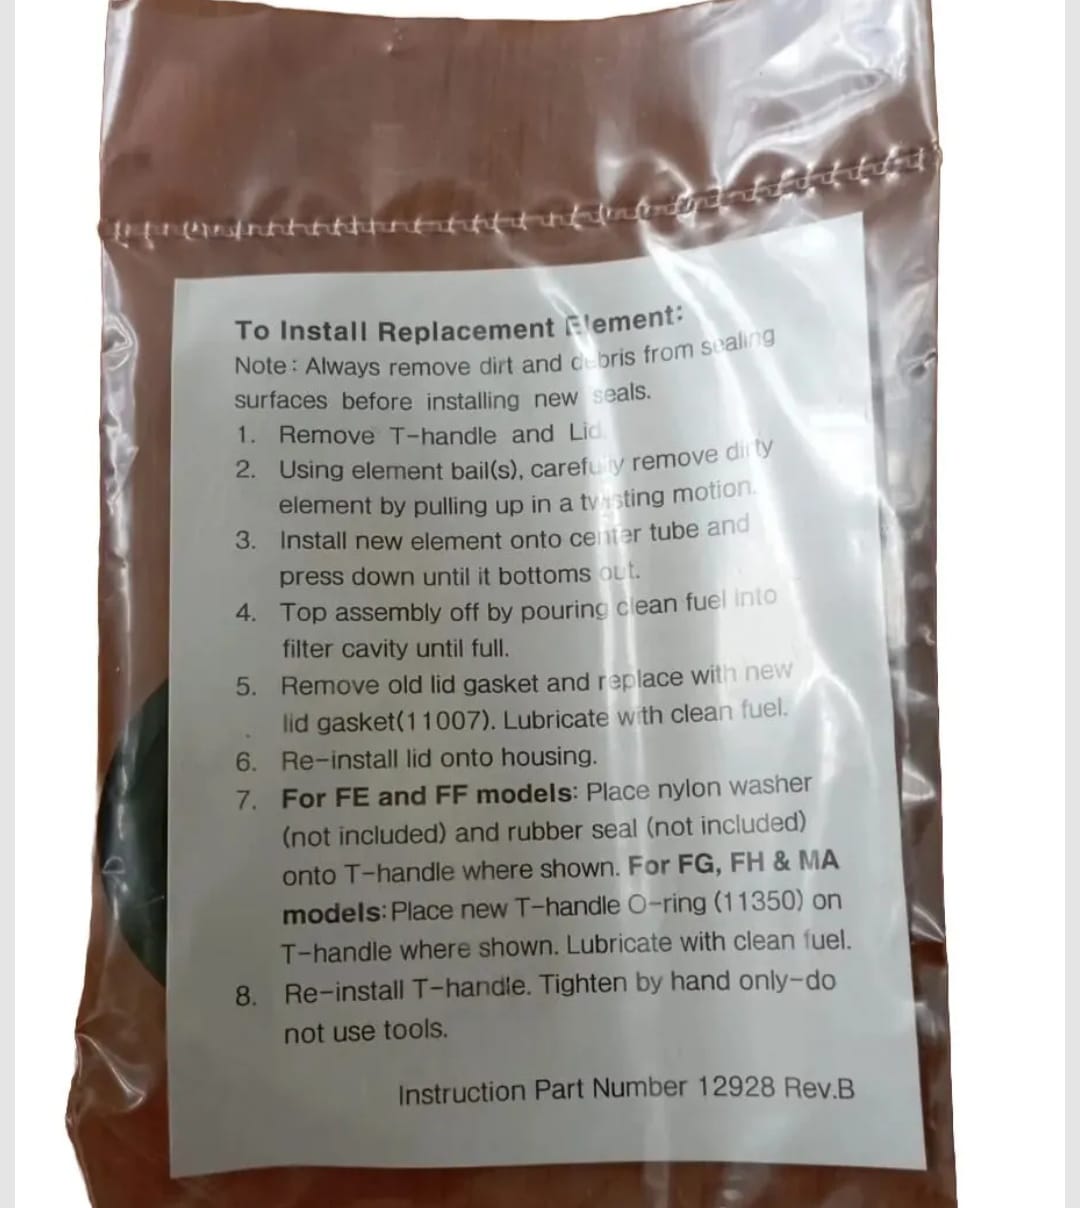 To Install Replacement Element:
Note: Always remove dirt and debris from sealing
surfaces before installing new seals.
1. Remove T-handle and Lid.
2. Using element bail(s), carefully remove dirty
element by pulling up in a twisting motion.
3. Install new element onto center tube and
press down until it bottoms out.
4. Top assembly off by pouring clean fuel into
filter cavity until full.
5. Remove old lid gasket and replace with new
lid gasket(11007). Lubricate with clean fuel.
6. Re-install lid onto housing.
7. For FE and FF models: Place nylon washer
(not included) and rubber seal (not included)
onto T-handle where shown. For FG, FH & MA
models: Place new T-handle O-ring (11350) on
T-handle where shown. Lubricate with clean fuel.
8. Re-install T-handle. Tighten by hand only-do
not use tools.
Instruction Part Number 12928 Rev.B